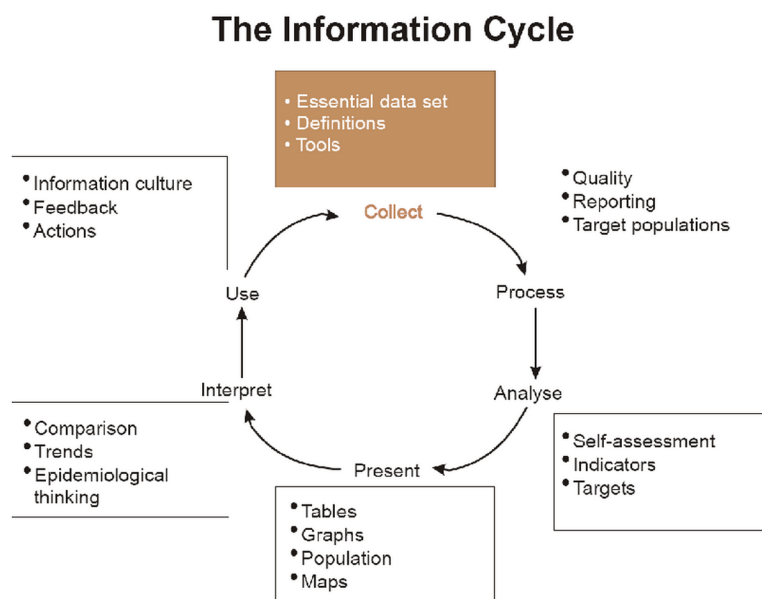 The Information Cycle
• Essential data set
• Definitions
• Tools
Collect
• Quality
• Reporting
• Target populations
Process
Analyse
• Self-assessment
• Indicators
• Targets
Present
• Tables
• Graphs
• Population
• Maps
Interpret
• Comparison
• Trends
• Epidemiological
thinking
Use
• Information culture
• Feedback
• Actions